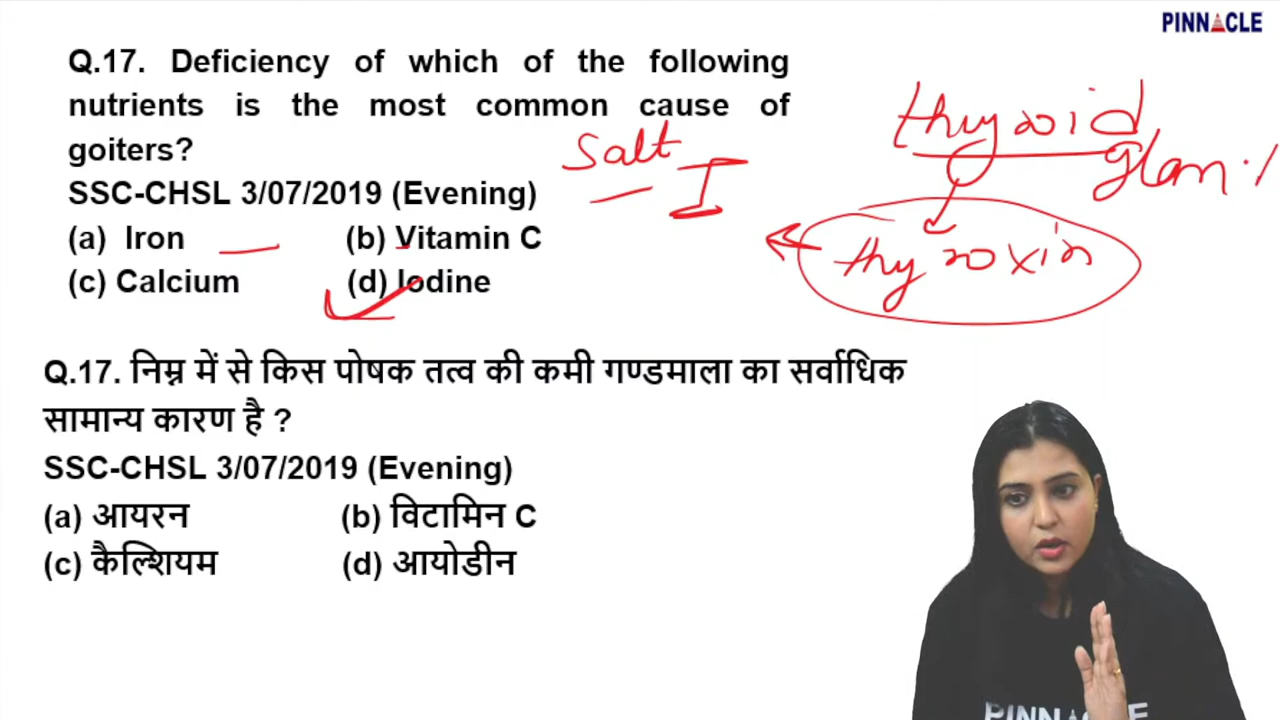 PINNACLE
Q.17. Deficiency of which of the following
nutrients is the most common cause of
goiters?
SSC-CHSL 3/07/2019 (Evening)
(a) Iron (b) Vitamin C
(c) Calcium (d) Iodine
Salt
I
thyroid
gland
thyroxin
Q.17. निम्न में से किस पोषक तत्व की कमी गण्डमाला का सर्वाधिक
सामान्य कारण है ?
SSC-CHSL 3/07/2019 (Evening)
(a) आयरन (b) विटामिन C
(c) कैल्शियम (d) आयोडीन
PINNACLE